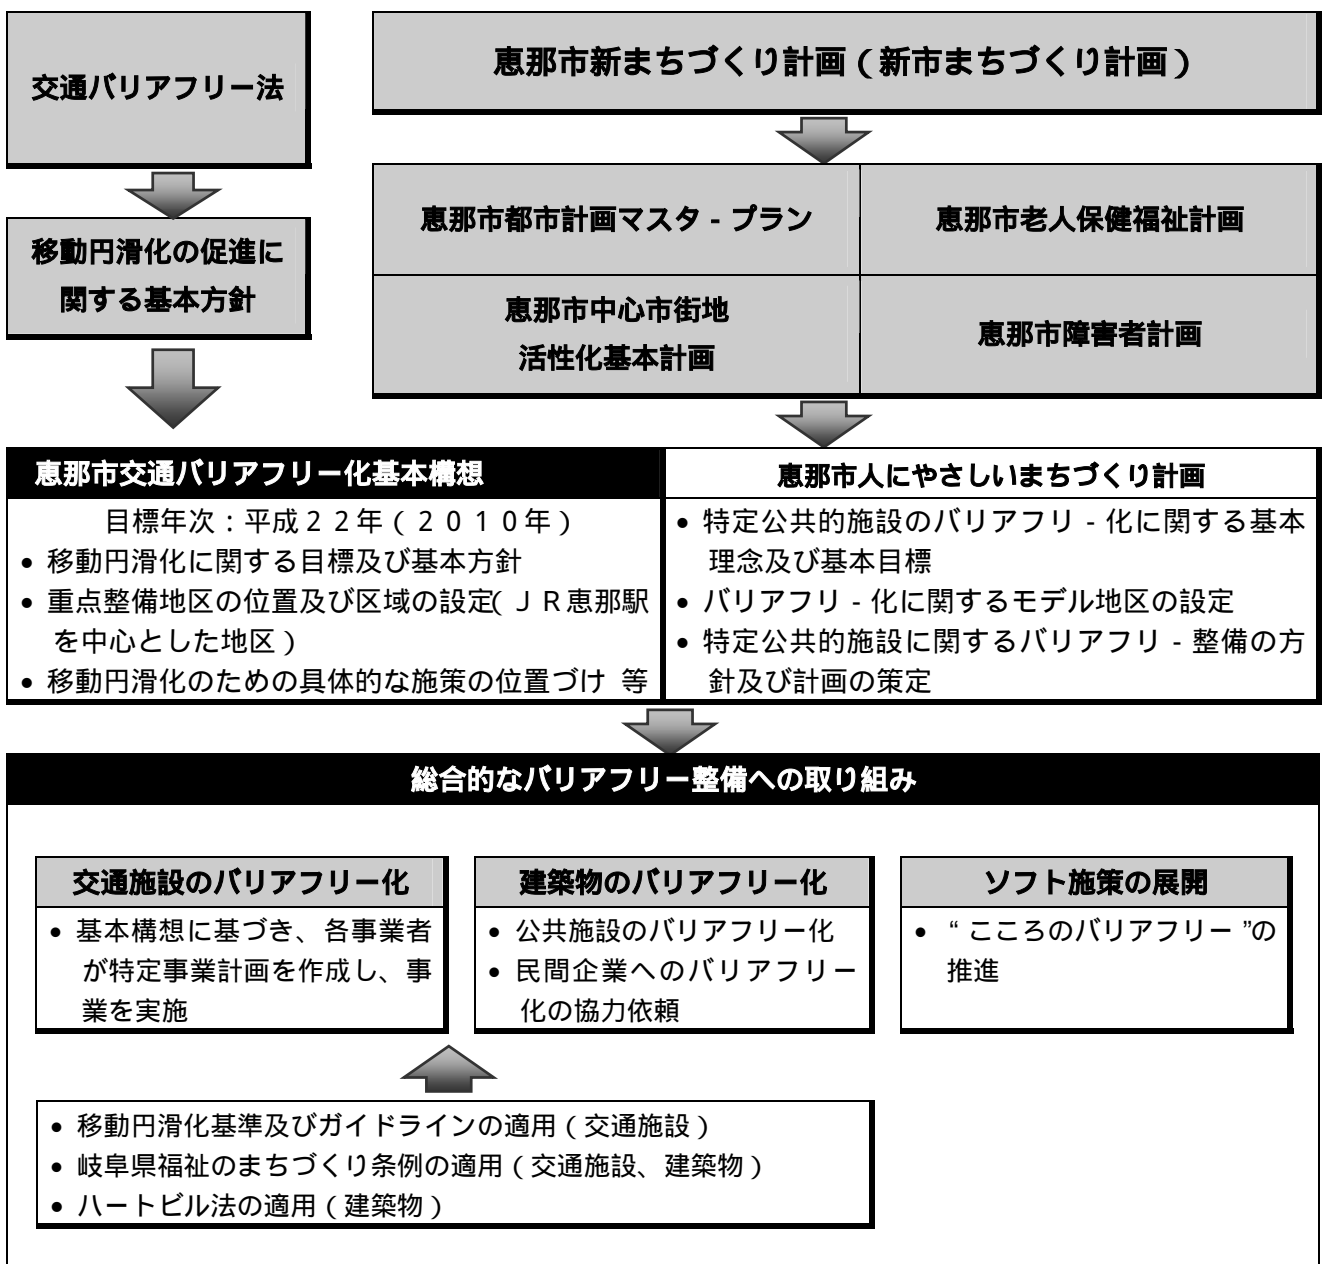 交通バリアフリー法
恵那市新まちづくり計画(新市まちづくり計画)
移動円滑化の促進に
関する基本方針
恵那市都市計画マスタ-プラン
恵那市老人保健福祉計画
恵那市中心市街地
活性化基本計画
恵那市障害者計画
恵那市交通バリアフリー化基本構想
目標年次:平成22年(2010年)
• 移動円滑化に関する目標及び基本方針
• 重点整備地区の位置及び区域の設定(JR恵那駅
を中心とした地区)
• 移動円滑化のための具体的な施策の位置づけ 等
恵那市人にやさしいまちづくり計画
• 特定公共的施設のバリアフリ-化に関する基本
理念及び基本目標
• バリアフリ-化に関するモデル地区の設定
• 特定公共的施設に関するバリアフリ-整備の方
針及び計画の策定
総合的なバリアフリー整備への取り組み
交通施設のバリアフリー化
• 基本構想に基づき、各事業者
が特定事業計画を作成し、事
業を実施
建築物のバリアフリー化
• 公共施設のバリアフリー化
• 民間企業へのバリアフリー
化の協力依頼
ソフト施策の展開
• “こころのバリアフリー”の
推進
• 移動円滑化基準及びガイドラインの適用(交通施設)
• 岐阜県福祉のまちづくり条例の適用(交通施設、建築物)
• ハートビル法の適用(建築物)